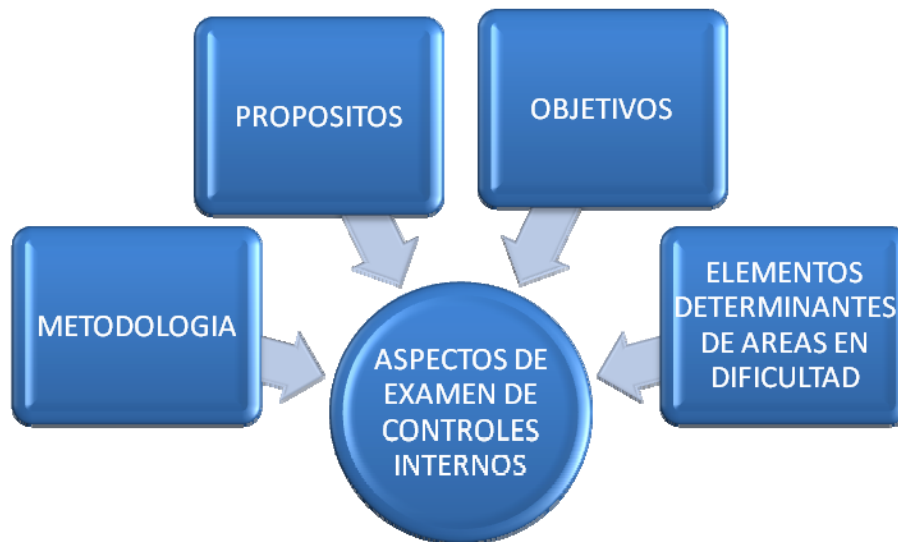 PROPOSITOS
OBJETIVOS
METODOLOGIA
ELEMENTOS
DETERMINANTES
DE AREAS EN
DIFICULTAD
ASPECTOS DE
EXAMEN DE
CONTROLES
INTERNOS